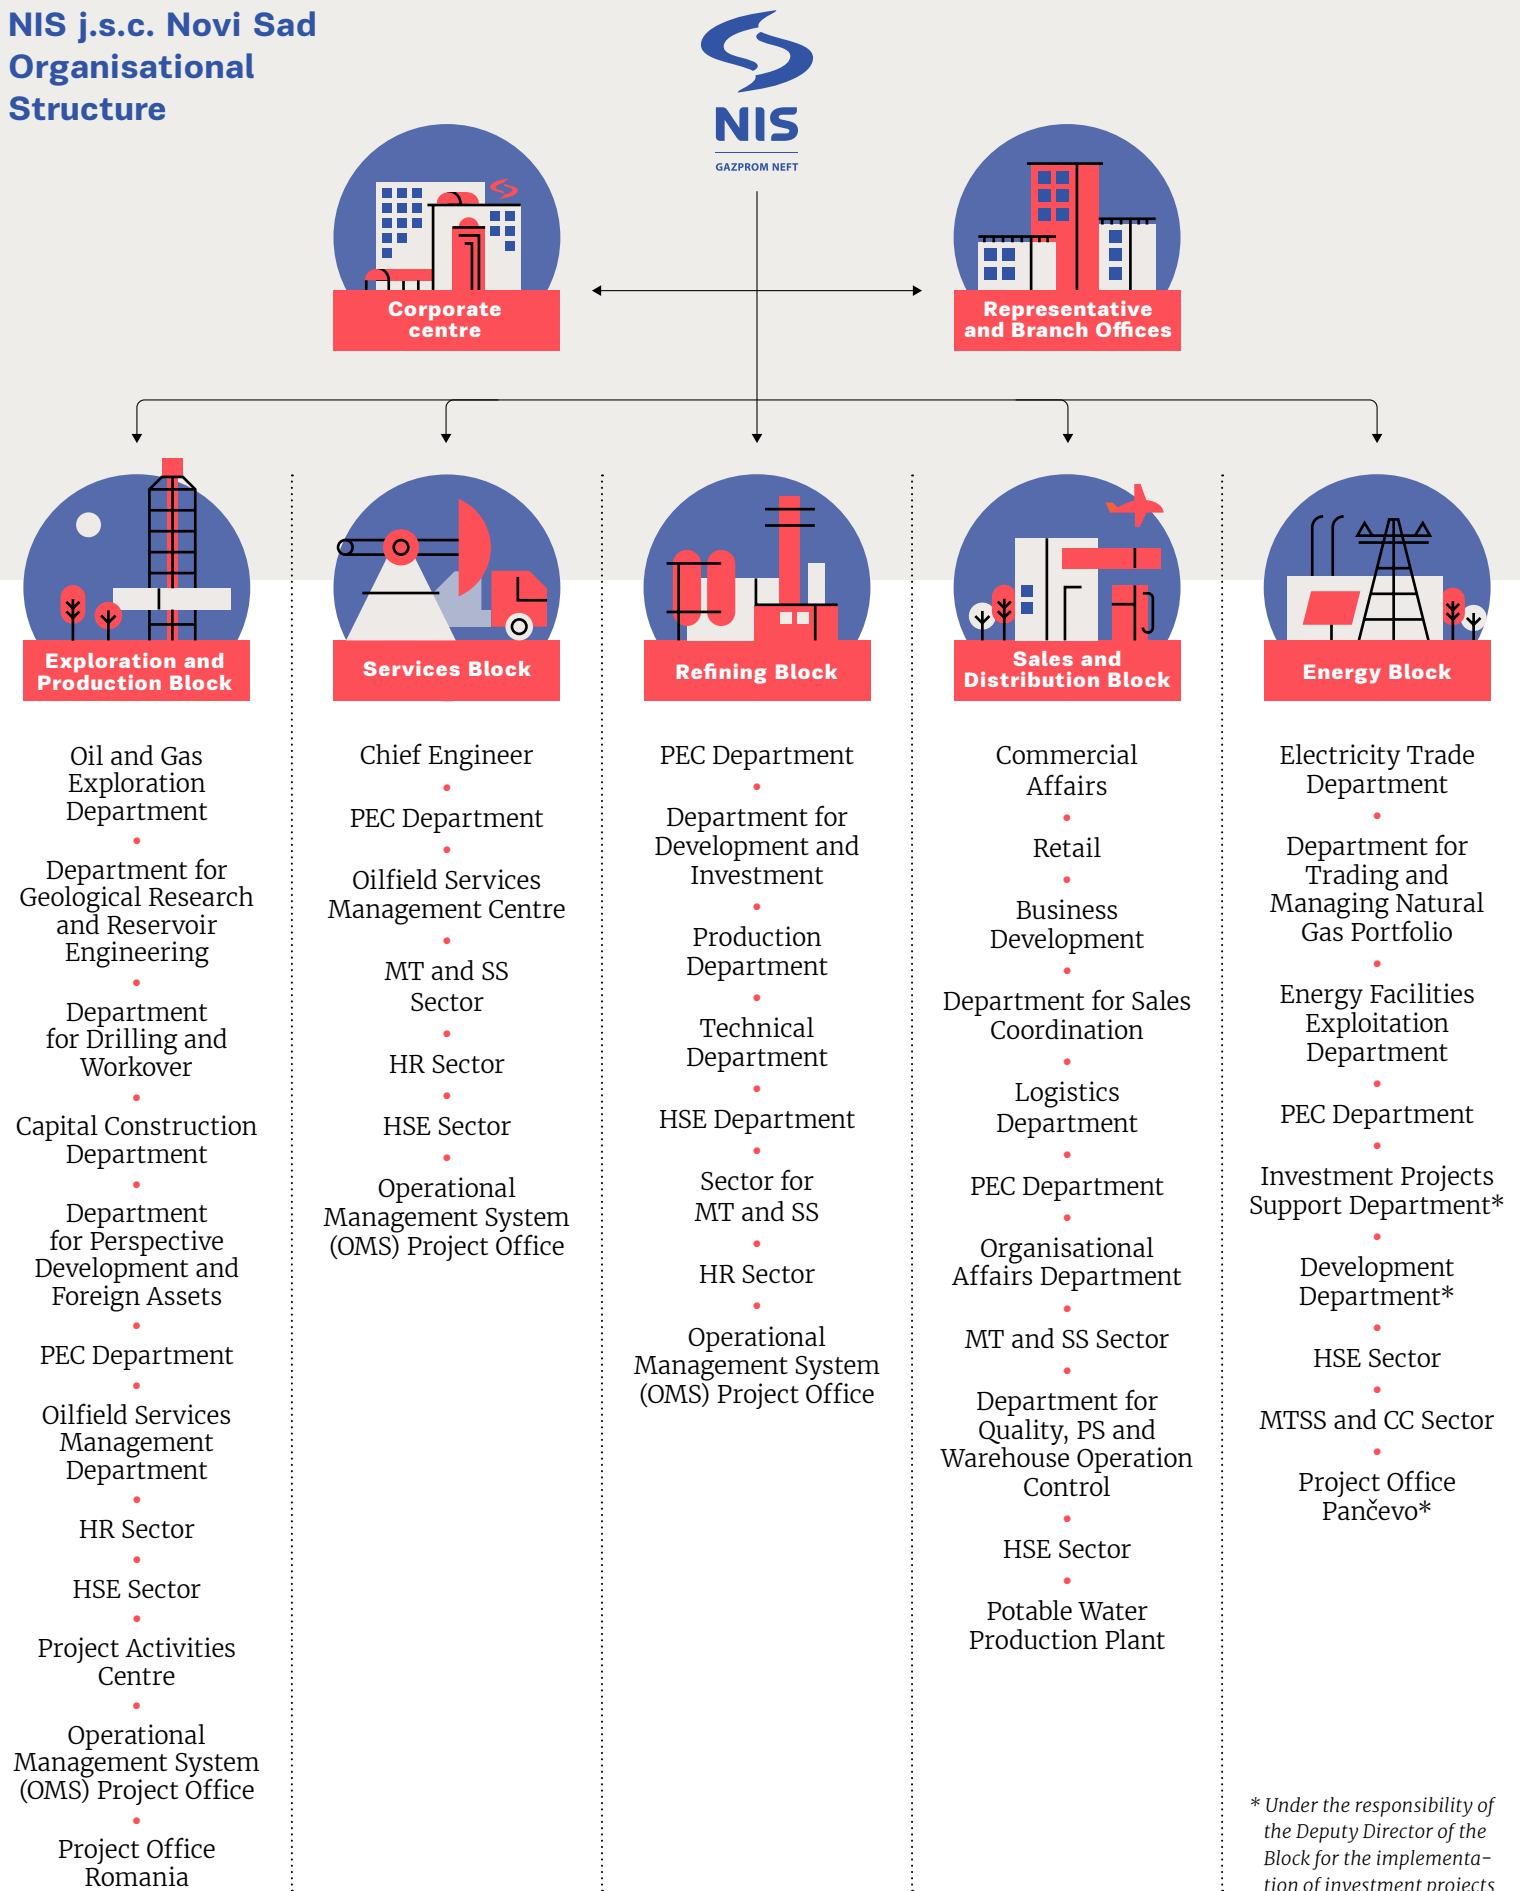 NIS j.s.c. Novi Sad
Organisational
Structure
NIS
GAZPROM NEFT
Corporate
centre
Representative
and Branch Offices
Exploration and
Production Block
Oil and Gas
Exploration
Department
Department for
Geological Research
and Reservoir
Engineering
Department
for Drilling and
Workover
Capital Construction
Department
Department
for Perspective
Development and
Foreign Assets
PEC Department
Oilfield Services
Management
Department
HR Sector
HSE Sector
Project Activities
Centre
Operational
Management System
(OMS) Project Office
Project Office
Romania
Services Block
Chief Engineer
PEC Department
Oilfield Services
Management Centre
MT and SS
Sector
HR Sector
HSE Sector
Operational
Management System
(OMS) Project Office
Refining Block
PEC Department
Department for
Development and
Investment
Production
Department
Technical
Department
HSE Department
Sector for
MT and SS
HR Sector
Operational
Management System
(OMS) Project Office
Sales and
Distribution Block
Commercial
Affairs
Retail
Business
Development
Department for Sales
Coordination
Logistics
Department
PEC Department
Organisational
Affairs Department
MT and SS Sector
Department for
Quality, PS and
Warehouse Operation
Control
HSE Sector
Potable Water
Production Plant
Energy Block
Electricity Trade
Department
Department for
Trading and
Managing Natural
Gas Portfolio
Energy Facilities
Exploitation
Department
PEC Department
Investment Projects
Support Department*
Development
Department*
HSE Sector
MTSS and CC Sector
Project Office
Pančevo*
* Under the responsibility of
the Deputy Director of the
Block for the implementa-
tion of investment projects